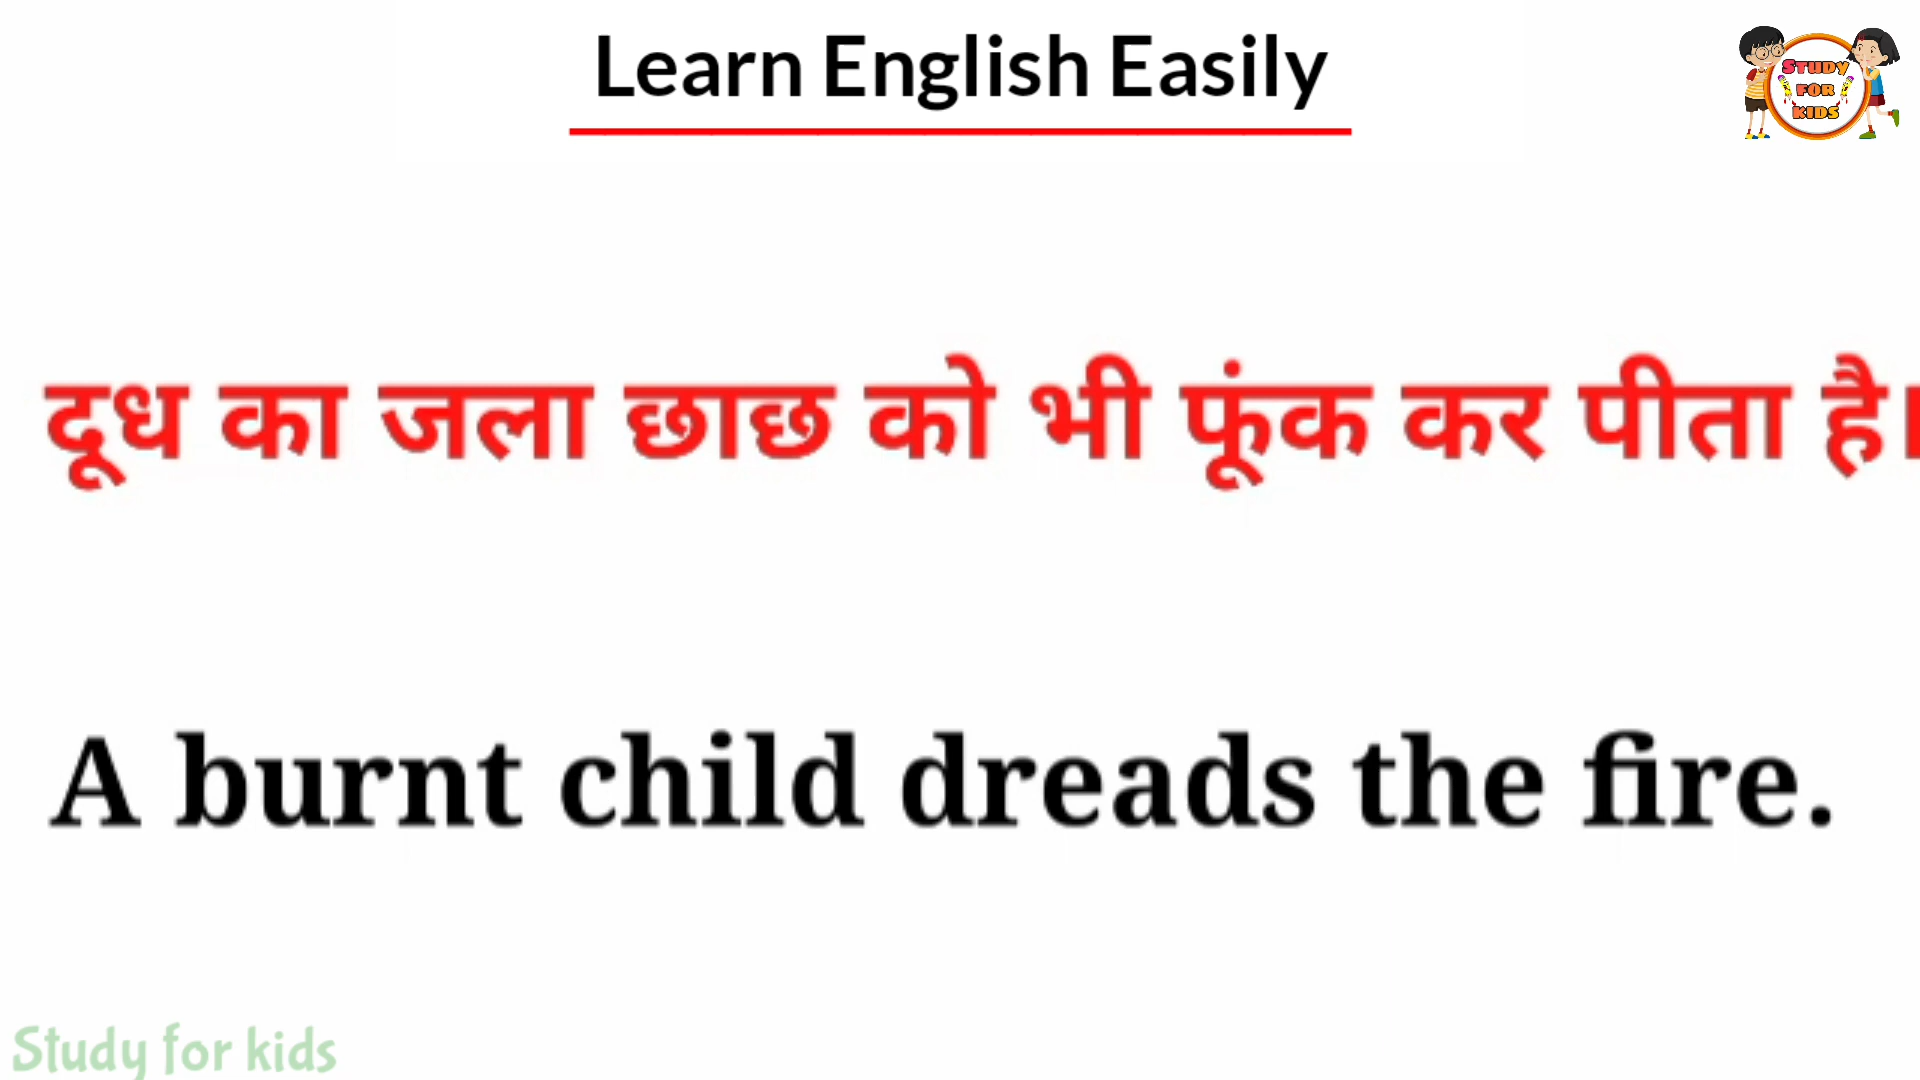 Learn English Easily
STUDY
FOR
KIDS
दूध का जला छाछ को भी फूंक कर पीता है।
A burnt child dreads the fire.
Study for kids